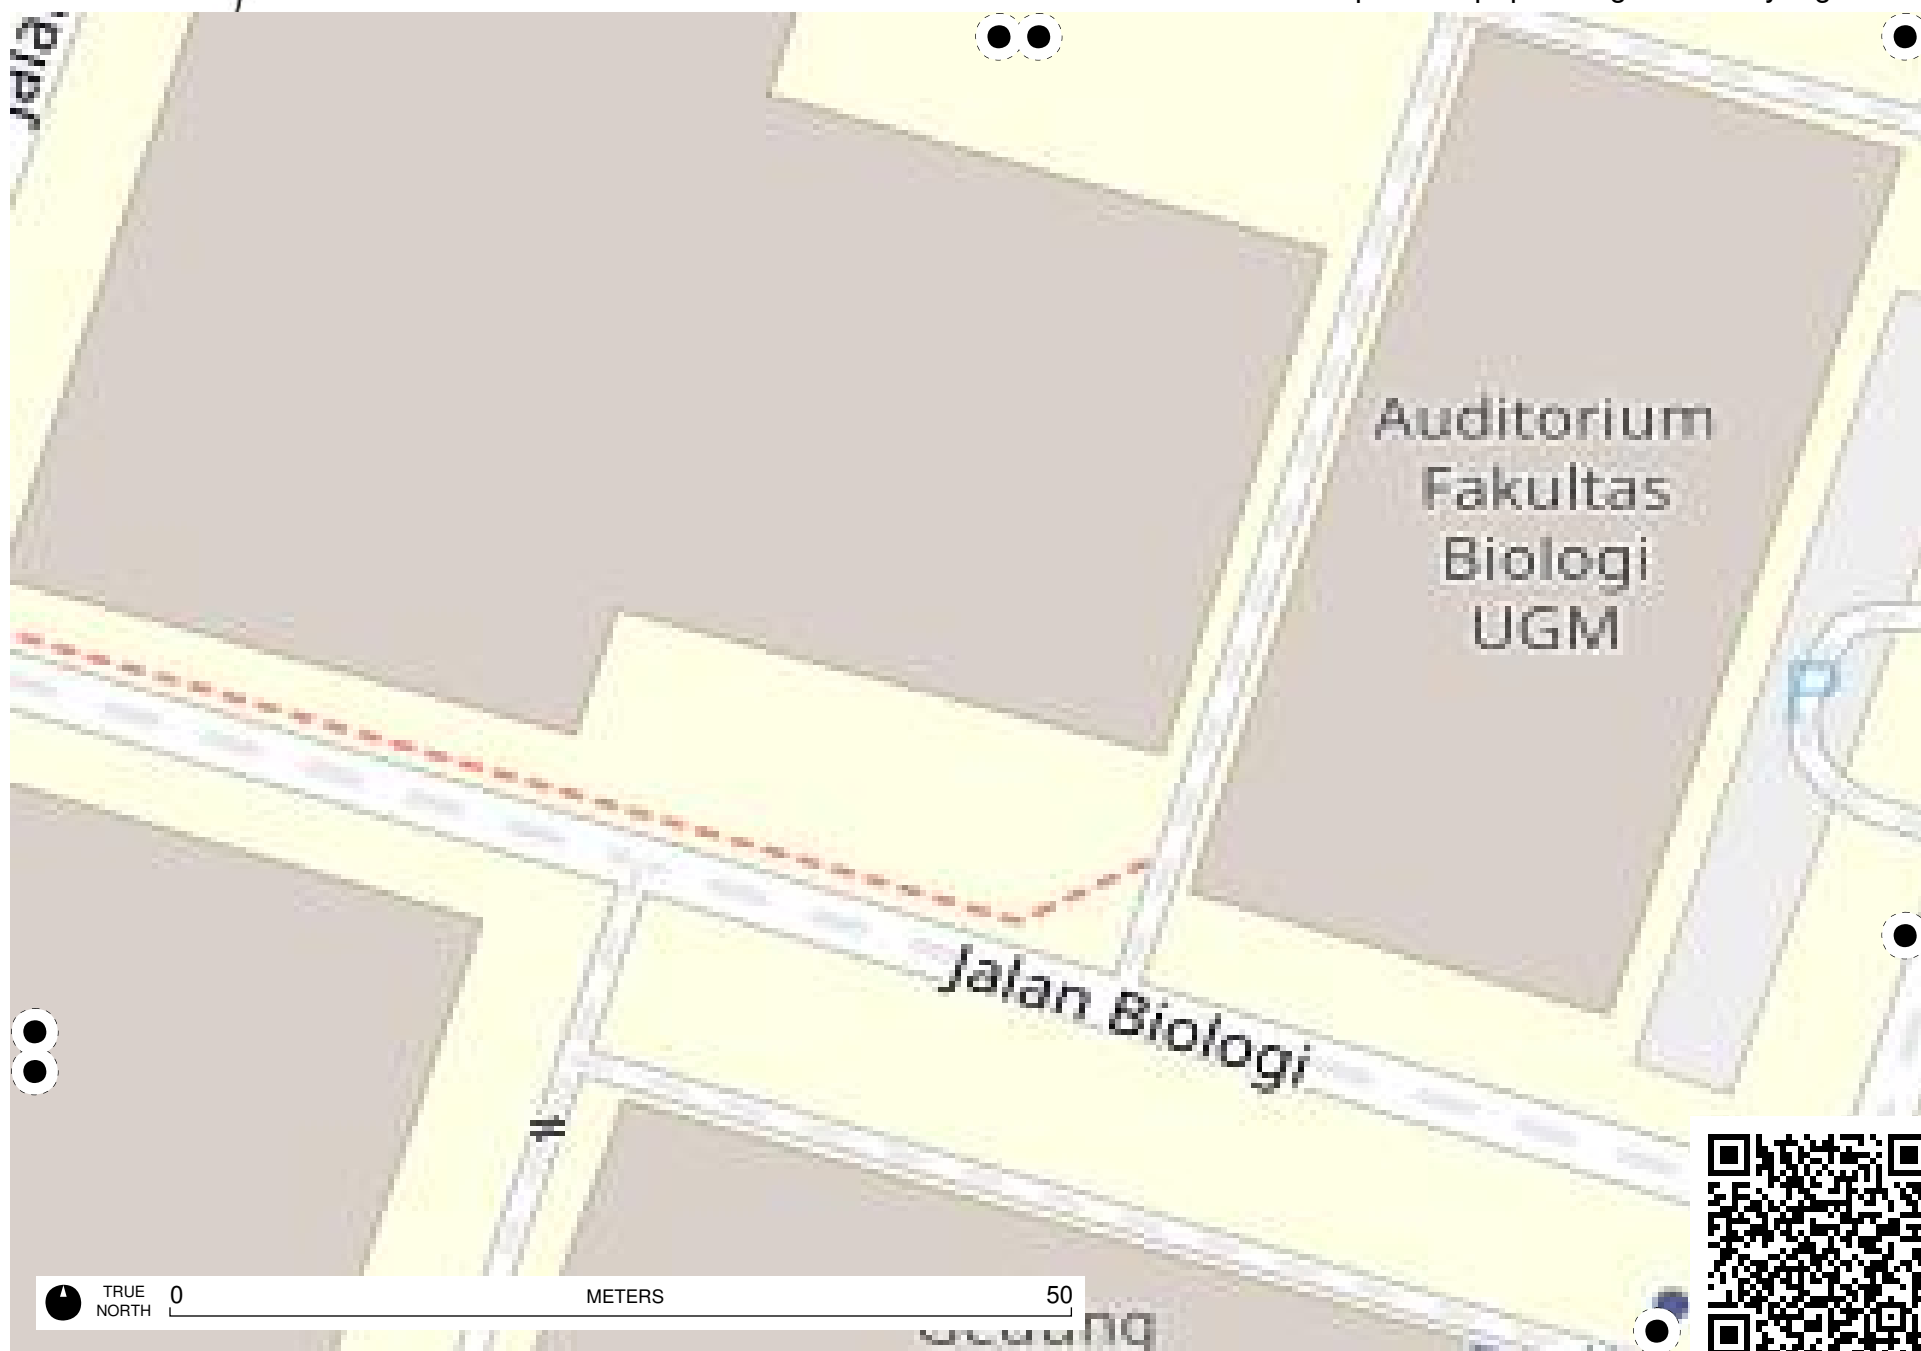 Auditorium
Fakultas
Biologi
UGM
P
Jalan Biologi
TRUE
NORTH
0
METERS
50